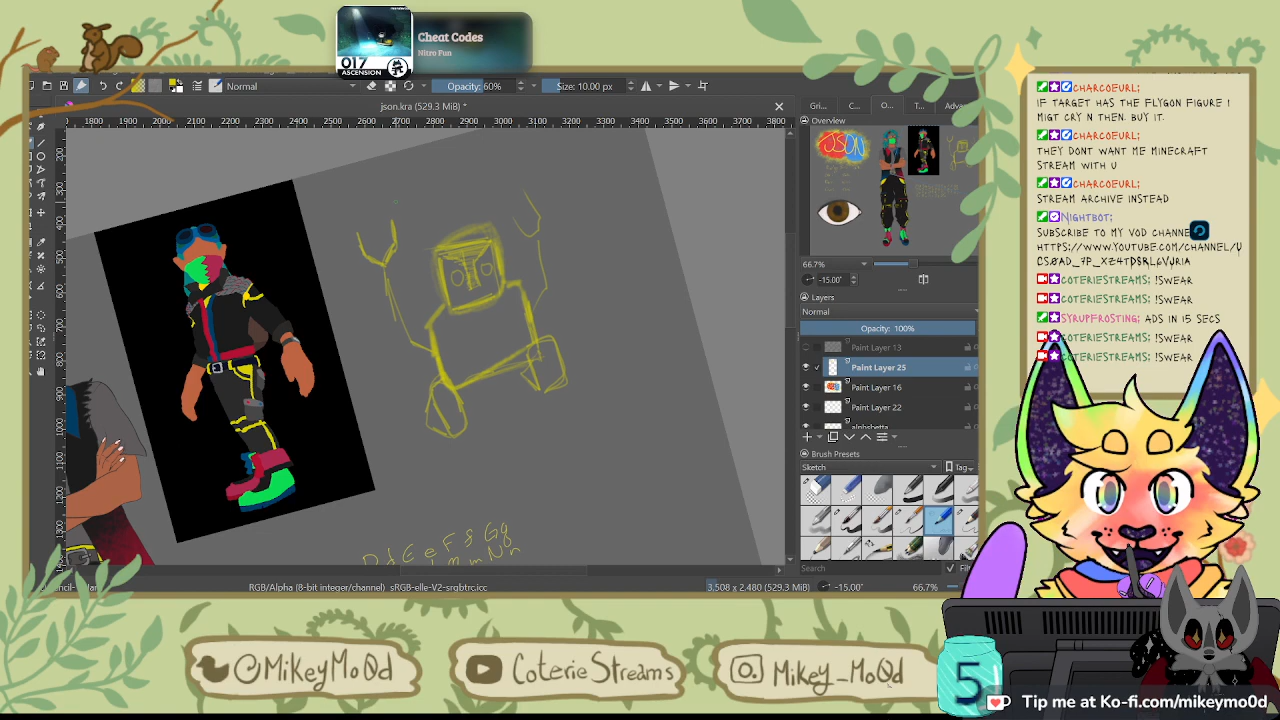 017
ASCENSION
Cheat Codes
Nitro Fun
Normal
Opacity: 60%
Size: 10.00 px
json.kra (529.3 MiB) *
Gri...
C...
O...
T...
Adva
1800 1900 2000 2100 2200 2300 2400 2500 2600 2700 2800 2900 3000 3100 3200 3300 3400 3500 3600 3700 3800
Overview
JSON
66.7%
-15.00°
Layers
Normal
Opacity: 100%
Paint Layer 13
Paint Layer 25
Paint Layer 16
Paint Layer 22
Brush Presets
Sketch
Tag
Search
D d E e F f G g
RGB/Alpha (8-bit integer/channel) sRGB-elle-V2-srgbtrc.icc
3,508 x 2,480 (529.3 MiB)
-15.00°
66.7%
CHARCOEURL:
IF TARGET HAS THE FLYGON FIGURE I
MIGT CRY N THEN. BUY IT.
CHARCOEURL:
THEY DONT WANT ME MINECRAFT
STREAM WITH U
CHARCOEURL:
STREAM ARCHIVE INSTEAD
NIGHTBOT:
SUBSCRIBE TO MY VOD CHANNE
COTERIESTREAMS: !SWEAR
COTERIESTREAMS: !SWEAR
SYRUPFROSTING: ADS IN 15 SECS
COTERIESTREAMS: !SWEAR
COTERIESTREAMS: !SWEAR
@MikeyMo0d
CoterieStreams
Mikey_Mo0d
5
Tip me at Ko-fi.com/mikeymo0d